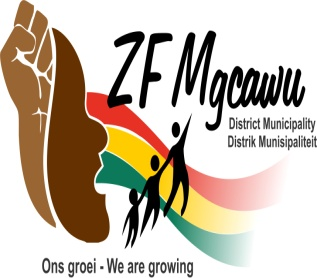 ZF Mgcawu
District Municipality
Distrik Munisipaliteit
Ons groei - We are growing